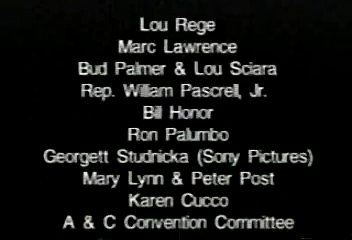 Lou Rege
Marc Lawrence
Bud Palmer & Lou Sciara
Rep. William Pascrell, Jr.
Bill Honor
Ron Palumbo
Georgett Studnicka (Sony Pictures)
Mary Lynn & Peter Post
Karen Cucco
A & C Convention Committee